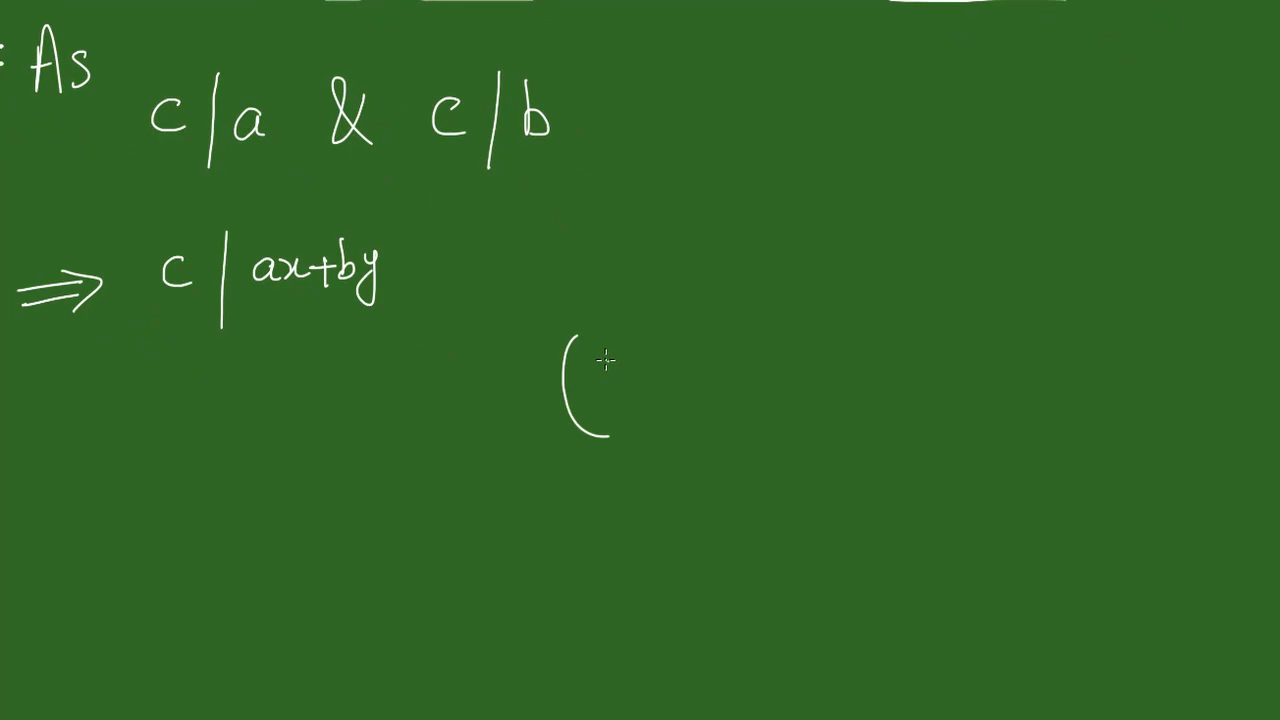 : As
c | a & c | b
⇒ c | ax+by
(